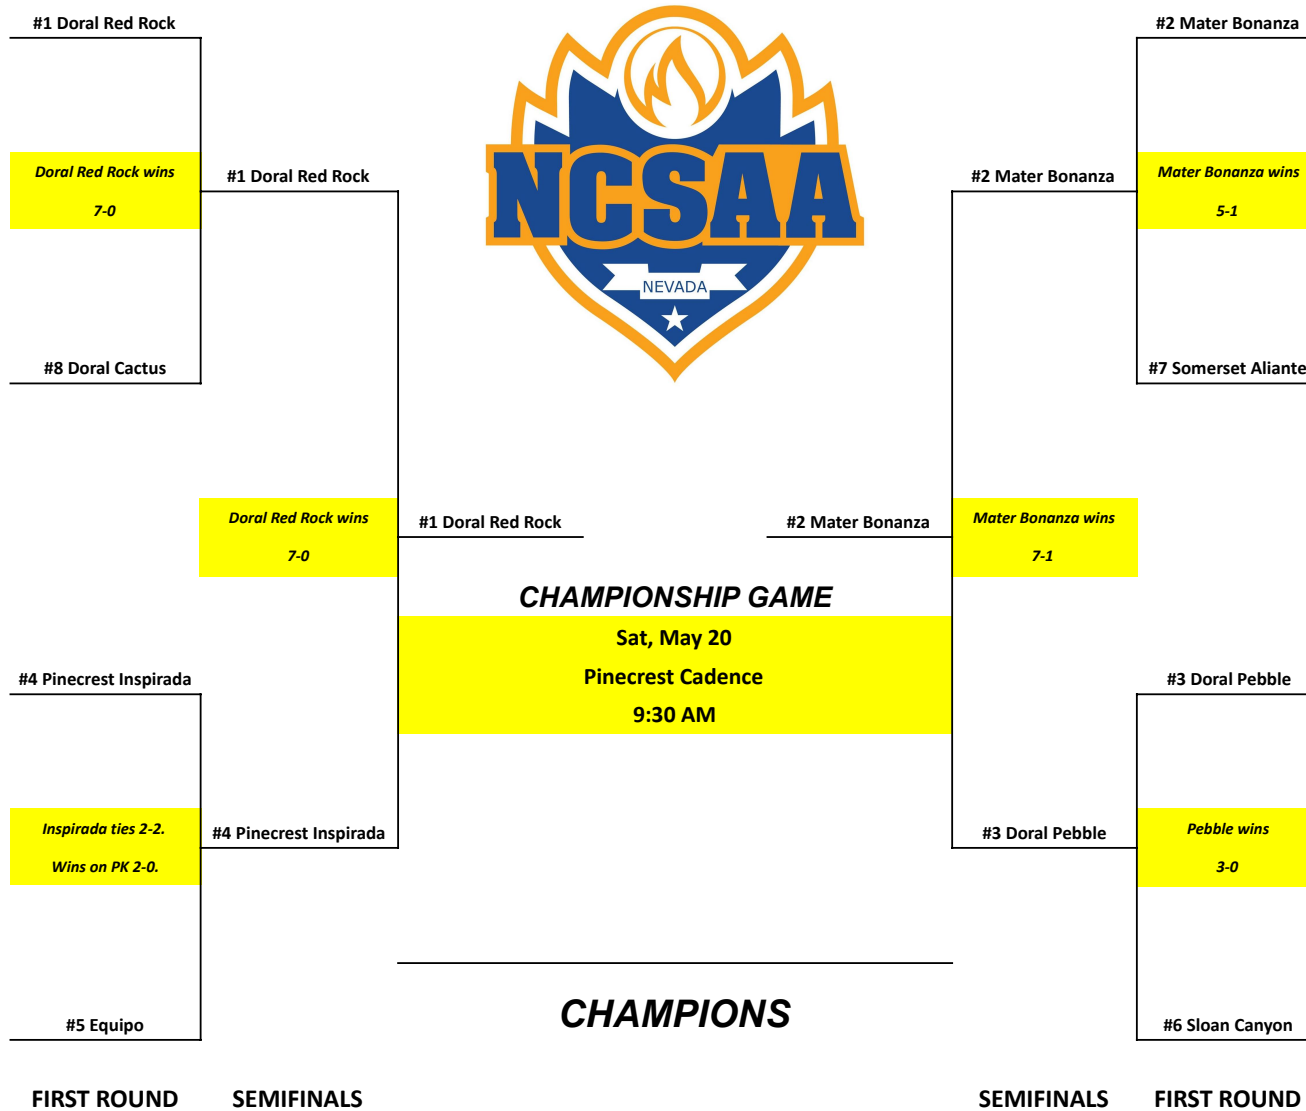 #1 Doral Red Rock
#2 Mater Bonanza
NCSAA
NEVADA
Doral Red Rock wins
7-0
#1 Doral Red Rock
#2 Mater Bonanza
Mater Bonanza wins
5-1
#8 Doral Cactus
#7 Somerset Aliante
Doral Red Rock wins
7-0
#1 Doral Red Rock
#2 Mater Bonanza
Mater Bonanza wins
7-1
CHAMPIONSHIP GAME
Sat, May 20
Pinecrest Cadence
9:30 AM
#4 Pinecrest Inspirada
#3 Doral Pebble
Inspirada ties 2-2.
Wins on PK 2-0.
#4 Pinecrest Inspirada
#3 Doral Pebble
Pebble wins
3-0
#5 Equipo
CHAMPIONS
#6 Sloan Canyon
FIRST ROUND
SEMIFINALS
SEMIFINALS
FIRST ROUND